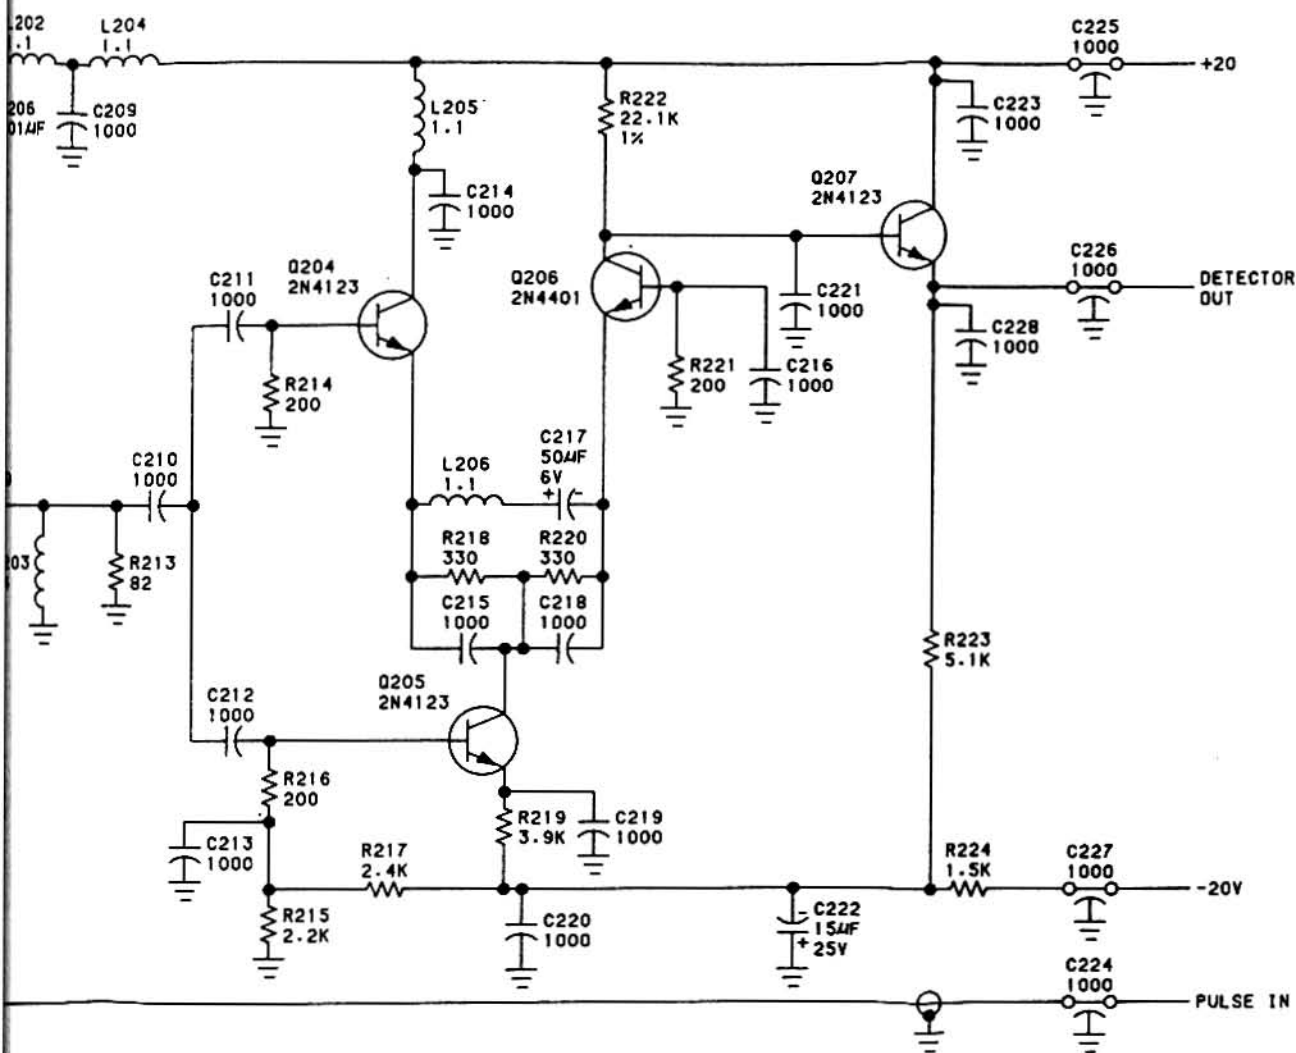 L202
.1
L204
1.1
C225
1000
+20
206
01µF
C209
1000
L205
1.1
R222
22.1K
1%
C223
1000
C214
1000
Q207
2N4123
Q204
2N4123
C211
1000
Q206
2N4401
C226
1000
DETECTOR
OUT
C221
1000
C228
1000
R214
200
R221
200
C216
1000
C217
50µF
6V
+ -
C210
1000
L206
1.1
203
R213
82
R218
330
R220
330
C215
1000
C218
1000
R223
5.1K
Q205
2N4123
C212
1000
R216
200
C213
1000
R219
3.9K
C219
1000
R217
2.4K
R224
1.5K
C227
1000
-20V
R215
2.2K
C220
1000
- C222
15µF
+ 25V
C224
1000
PULSE IN